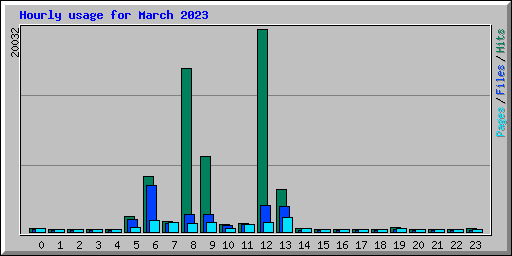 Hourly usage for March 2023
20032
Pages/Files/Hits
0 1 2 3 4 5 6 7 8 9 10 11 12 13 14 15 16 17 18 19 20 21 22 23